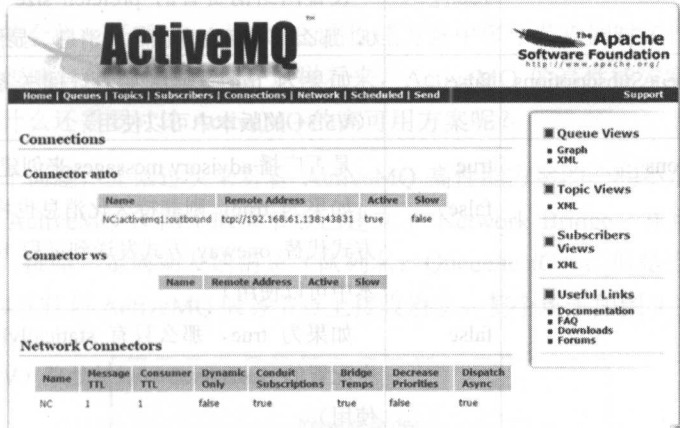 ActiveMQ™
The Apache
Software Foundation
http://www.apache.org/
Home | Queues | Topics | Subscribers | Connections | Network | Scheduled | Send
Support
Connections
Connector auto
Name Remote Address Active Slow
NC:activemq1:outbound tcp://192.168.61.138:43831 true false
Connector ws
Name Remote Address Active Slow
Network Connectors
Name Message TTL Consumer TTL Dynamic Only Conduit Subscriptions Bridge Temps Decrease Priorities Dispatch Async
NC 1 1 false true true false true
Queue Views
Graph
XML
Topic Views
XML
Subscribers
Views
XML
Useful Links
Documentation
FAQ
Downloads
Forums